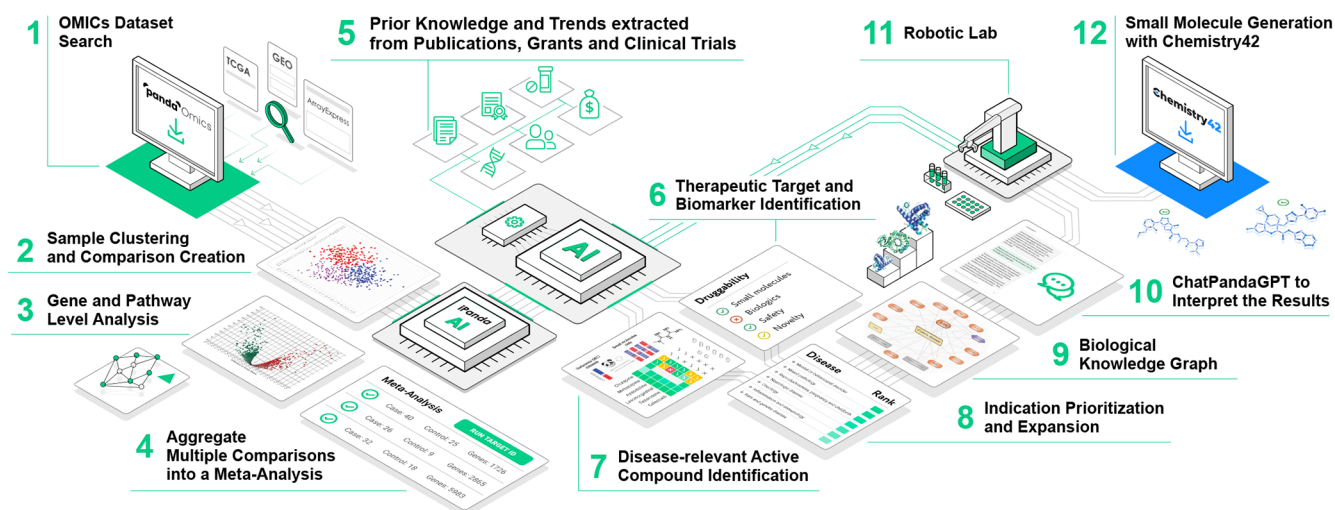 1 OMICs Dataset
Search
TCGA
GEO
ArrayExpress
panda
Omics
2 Sample Clustering
and Comparison Creation
3 Gene and Pathway
Level Analysis
4 Aggregate
Multiple Comparisons
into a Meta-Analysis
Meta-Analysis
RUN TARGET ID
Case: 40 Control: 25 Genes: 1726
Case: 26 Control: 9 Genes: 2865
Case: 32 Control: 18 Genes: 5983
iPanda
AI
AI
5 Prior Knowledge and Trends extracted
from Publications, Grants and Clinical Trials
6 Therapeutic Target and
Biomarker Identification
Druggability
Small molecules
Biologics
Safety
Novelty
7 Disease-relevant Active
Compound Identification
8 Indication Prioritization
and Expansion
Disease
Rank
9 Biological
Knowledge Graph
10 ChatPandaGPT to
Interpret the Results
11 Robotic Lab
12 Small Molecule Generation
with Chemistry42
Chemistry42